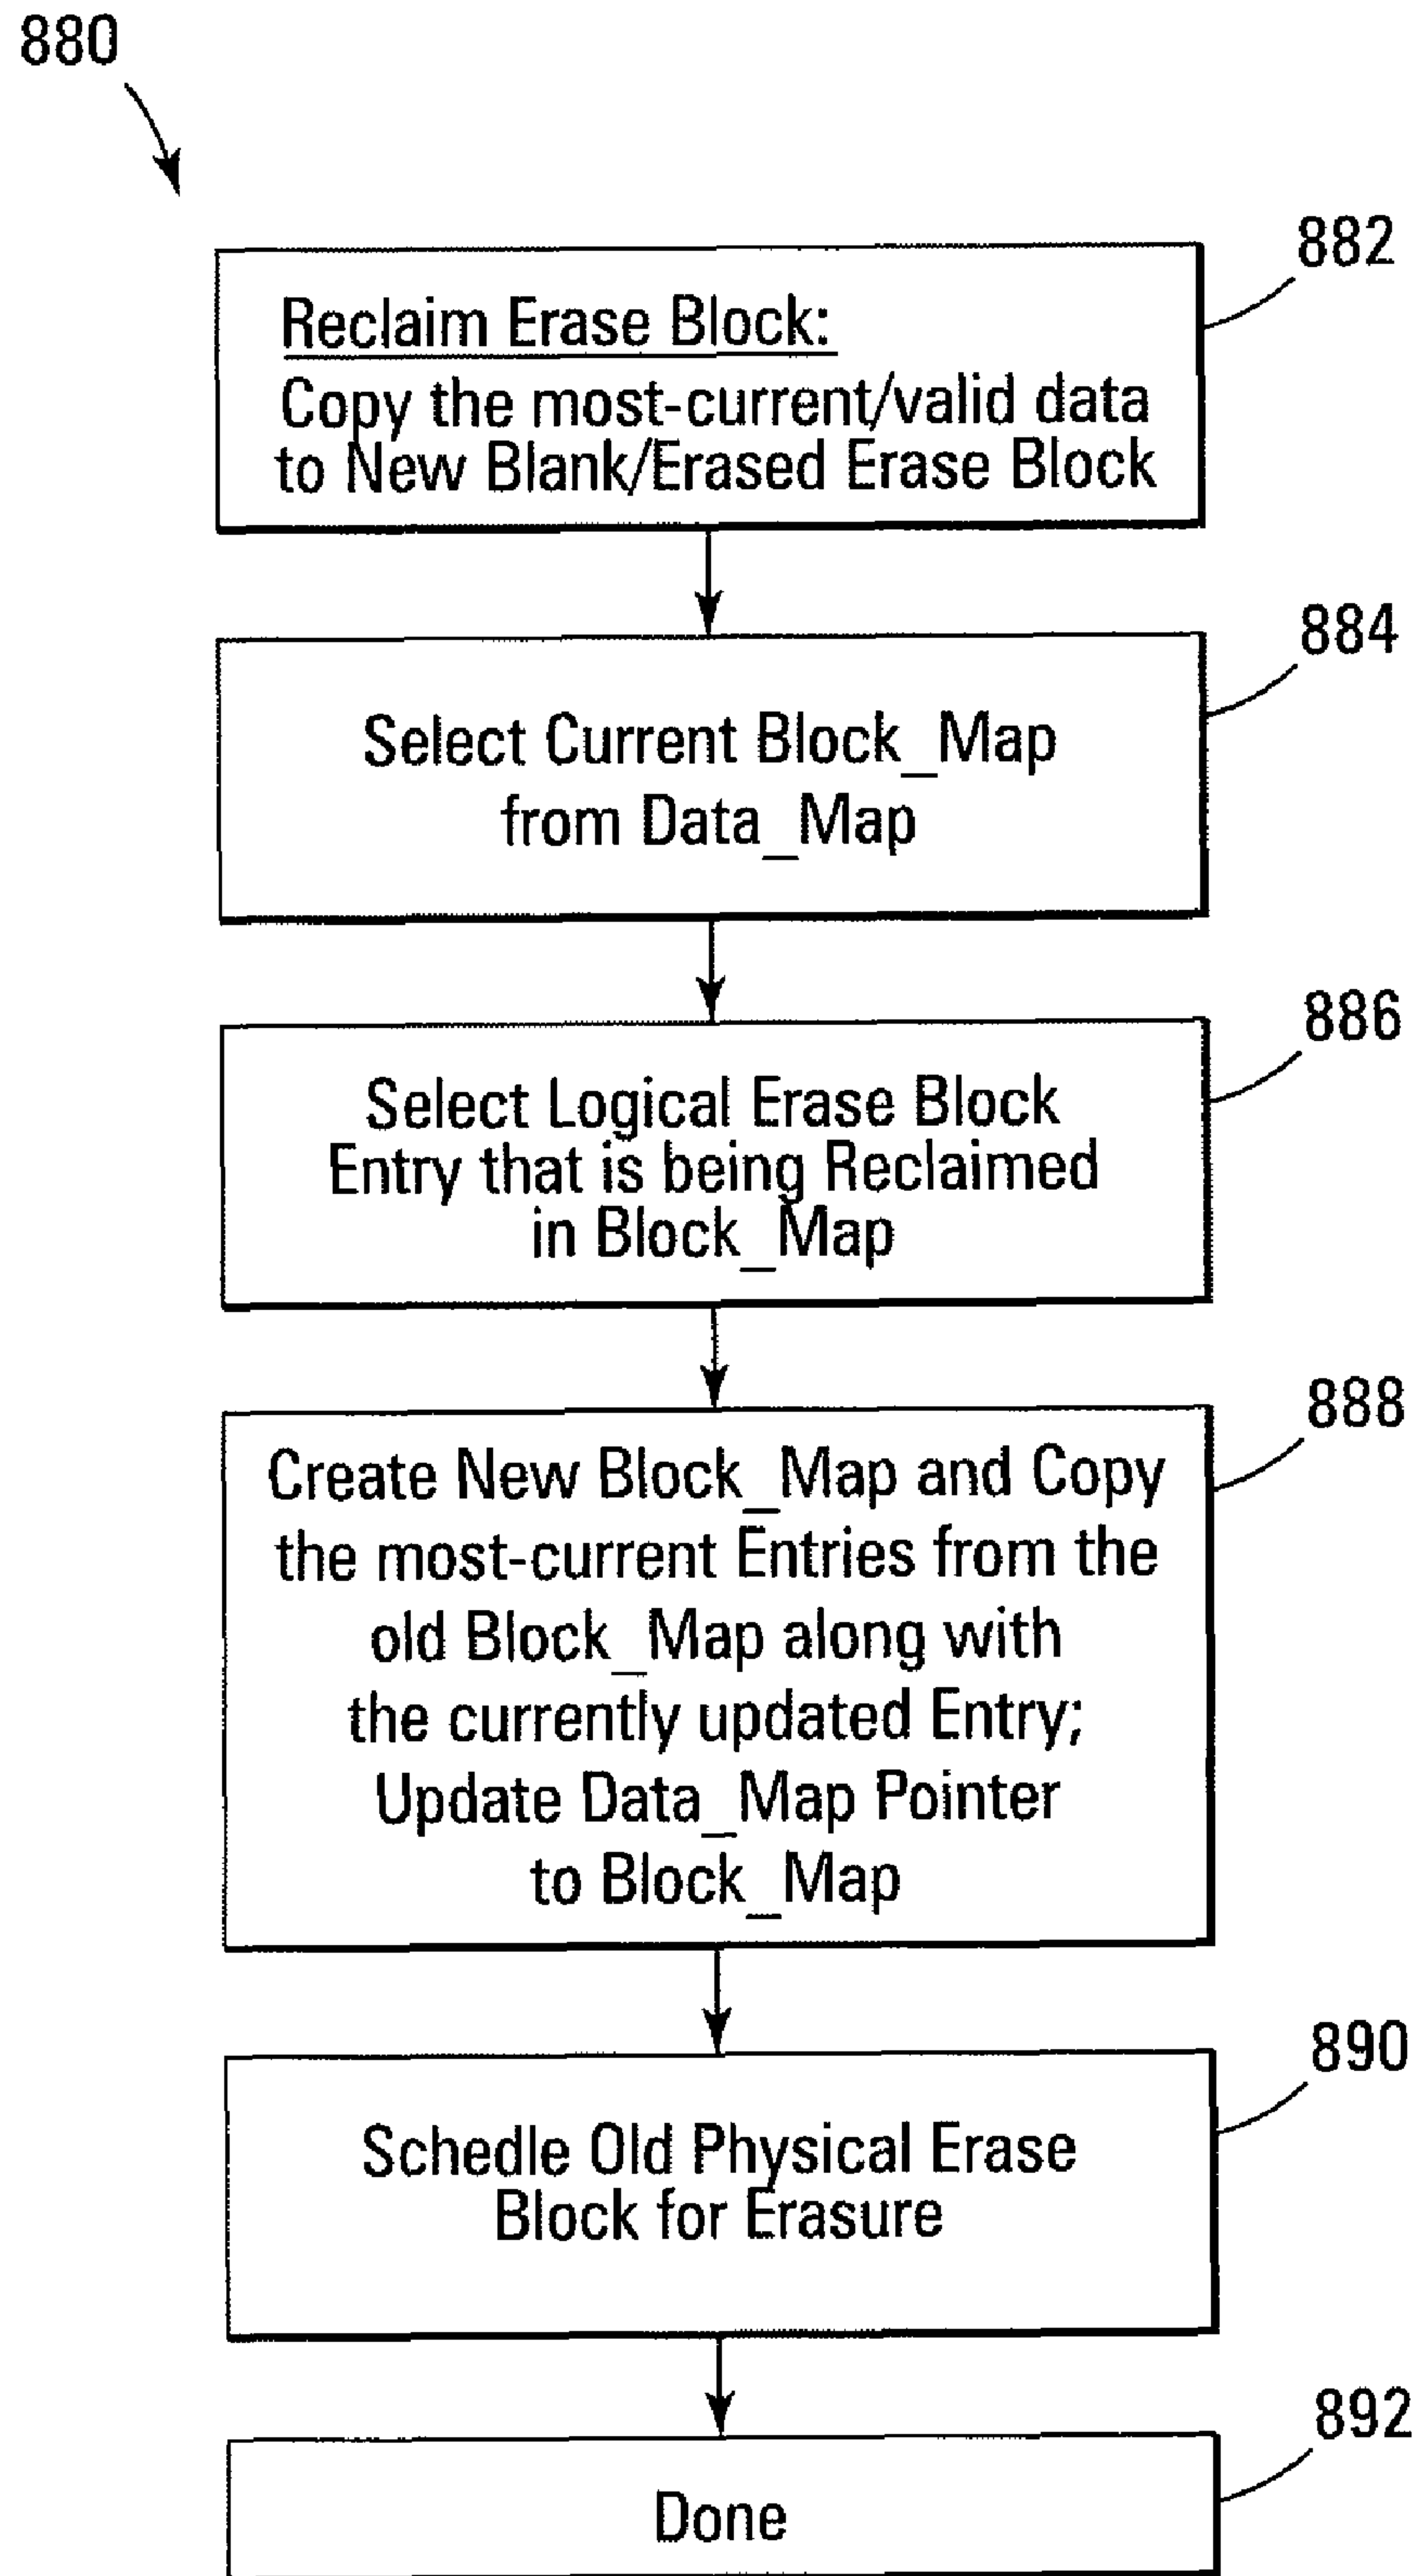 880
882
Reclaim Erase Block:
Copy the most-current/valid data
to New Blank/Erased Erase Block
884
Select Current Block_Map
from Data_Map
886
Select Logical Erase Block
Entry that is being Reclaimed
in Block_Map
888
Create New Block_Map and Copy
the most-current Entries from the
old Block_Map along with
the currently updated Entry;
Update Data_Map Pointer
to Block_Map
890
Schedle Old Physical Erase
Block for Erasure
892
Done